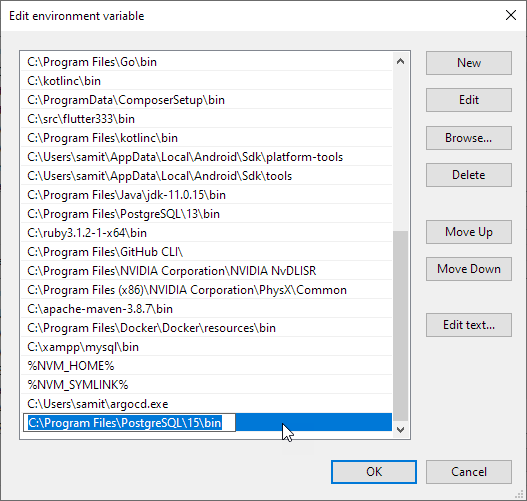 Edit environment variable
C:\Program Files\Go\bin
New
C:\kotlinc\bin
C:\ProgramData\ComposerSetup\bin
Edit
C:\src\flutter333\bin
C:\Program Files\kotlinc\bin
Browse...
C:\Users\samit\AppData\Local\Android\Sdk\platform-tools
C:\Users\samit\AppData\Local\Android\Sdk\tools
Delete
C:\Program Files\Java\jdk-11.0.15\bin
C:\Program Files\PostgreSQL\13\bin
C:\ruby3.1.2-1-x64\bin
Move Up
C:\Program Files\GitHub CLI\
C:\Program Files\NVIDIA Corporation\NVIDIA NvDLISR
Move Down
C:\Program Files (x86)\NVIDIA Corporation\PhysX\Common
C:\apache-maven-3.8.7\bin
C:\Program Files\Docker\Docker\resources\bin
Edit text...
C:\xampp\mysql\bin
%NVM_HOME%
%NVM_SYMLINK%
C:\Users\samit\argocd.exe
C:\Program Files\PostgreSQL\15\bin
OK
Cancel